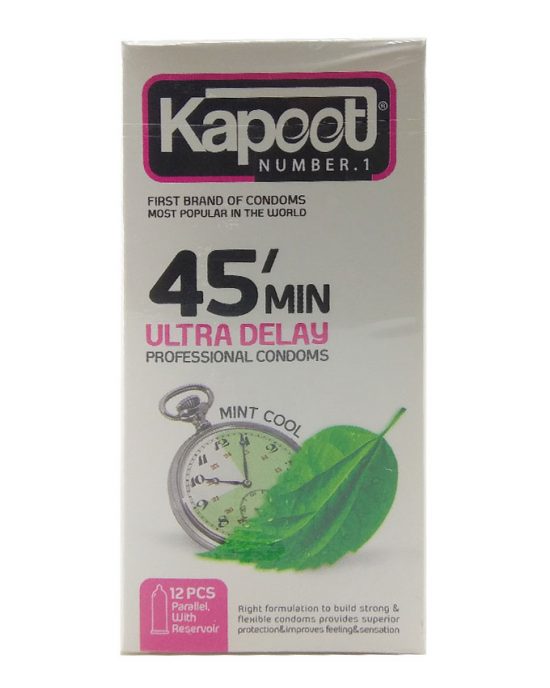 Kapoot®
NUMBER.1
FIRST BRAND OF CONDOMS
MOST POPULAR IN THE WORLD
45′MIN
ULTRA DELAY
PROFESSIONAL CONDOMS
MINT COOL
12 PCS
Parallel,
With
Reservoir
Right formulation to build strong &
flexible condoms provides superior
protection&improves feeling&sensation